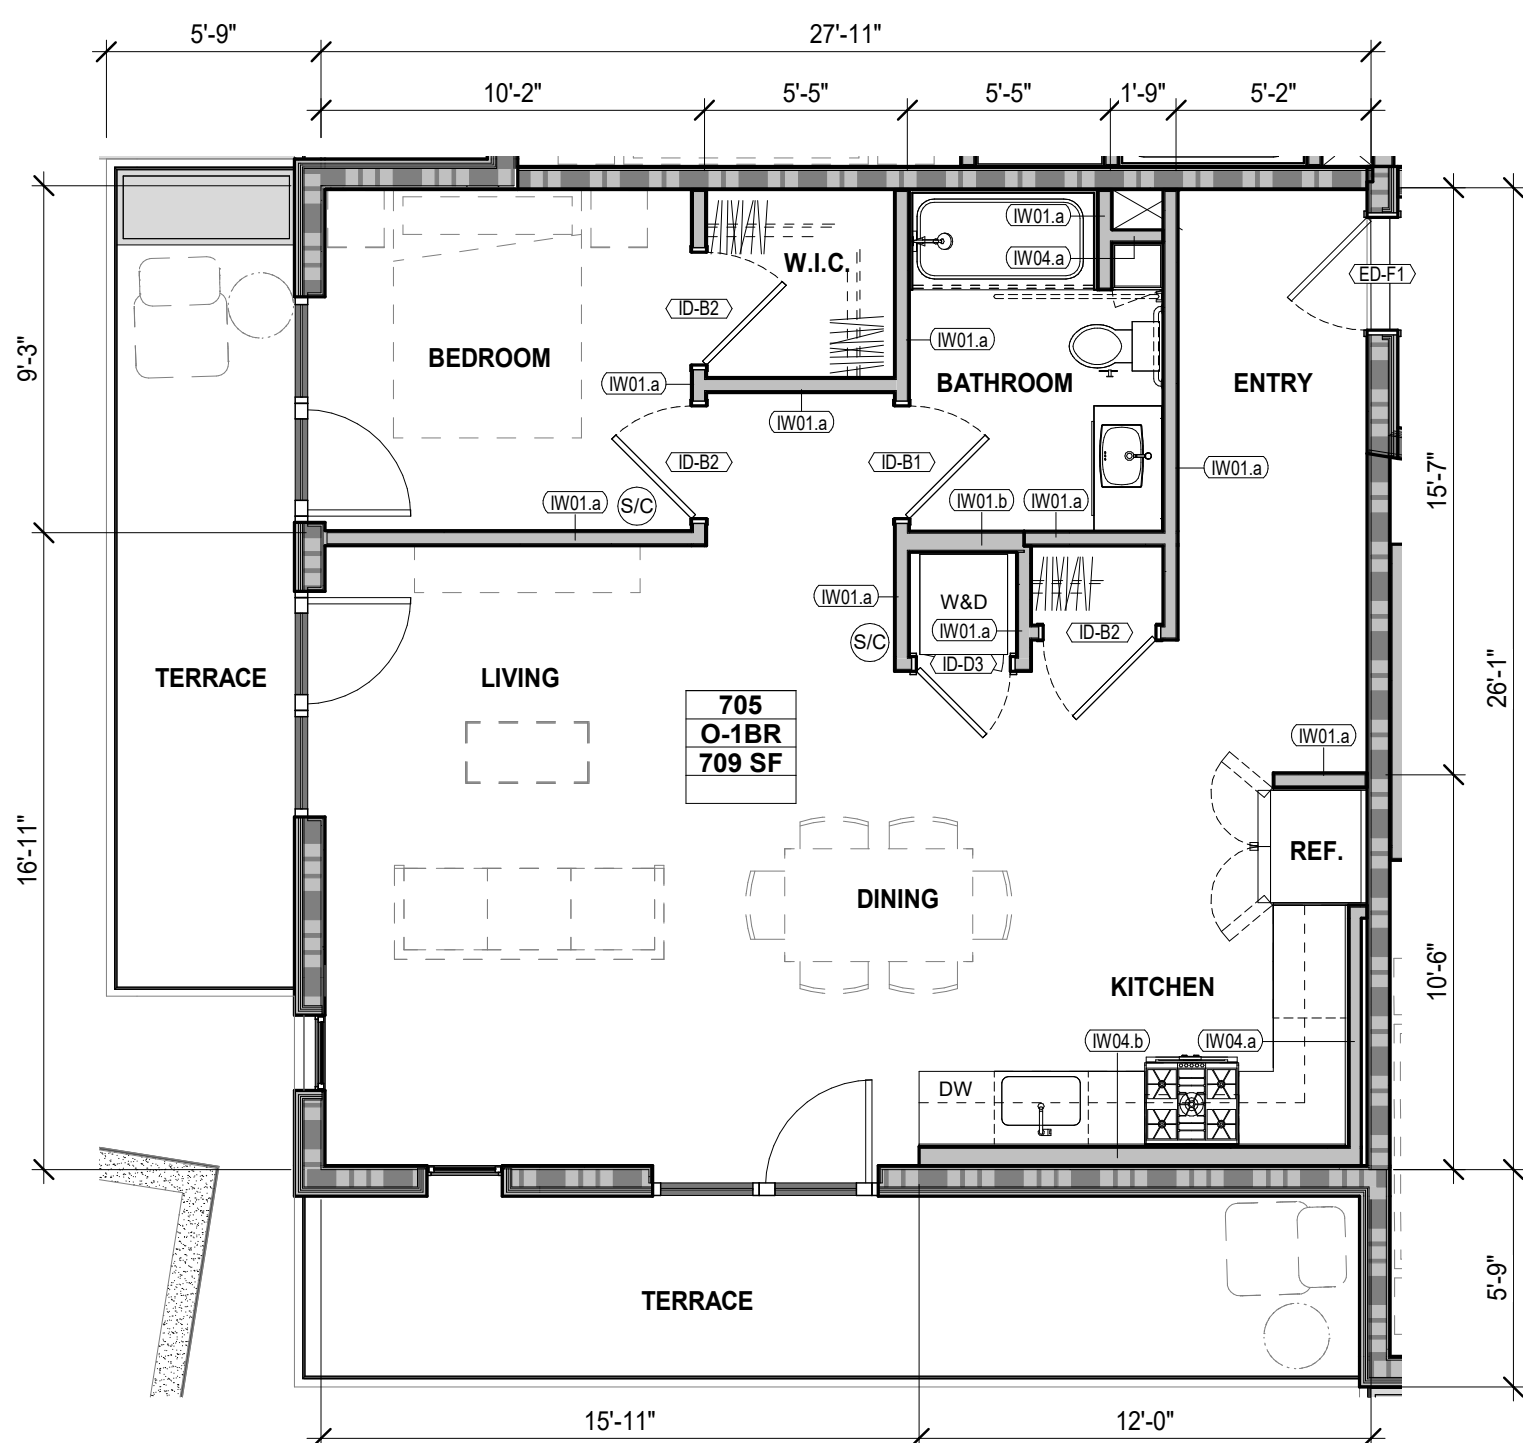 5'-9"
27'-11"
10'-2"
5'-5"
5'-5"
1'-9"
5'-2"
IW01.a
IW04.a
W.I.C.
ED-F1
ID-B2
9'-3"
BEDROOM
IW01.a
BATHROOM
ENTRY
IW01.a
IW01.a
ID-B2
ID-B1
IW01.a
15'-7"
IW01.a
S/C
IW01.b
IW01.a
IW01.a
W&D
IW01.a
ID-B2
S/C
ID-D3
TERRACE
LIVING
26'-1"
705
O-1BR
709 SF
IW01.a
16'-11"
REF.
DINING
10'-6"
KITCHEN
IW04.b
IW04.a
DW
TERRACE
5'-9"
15'-11"
12'-0"